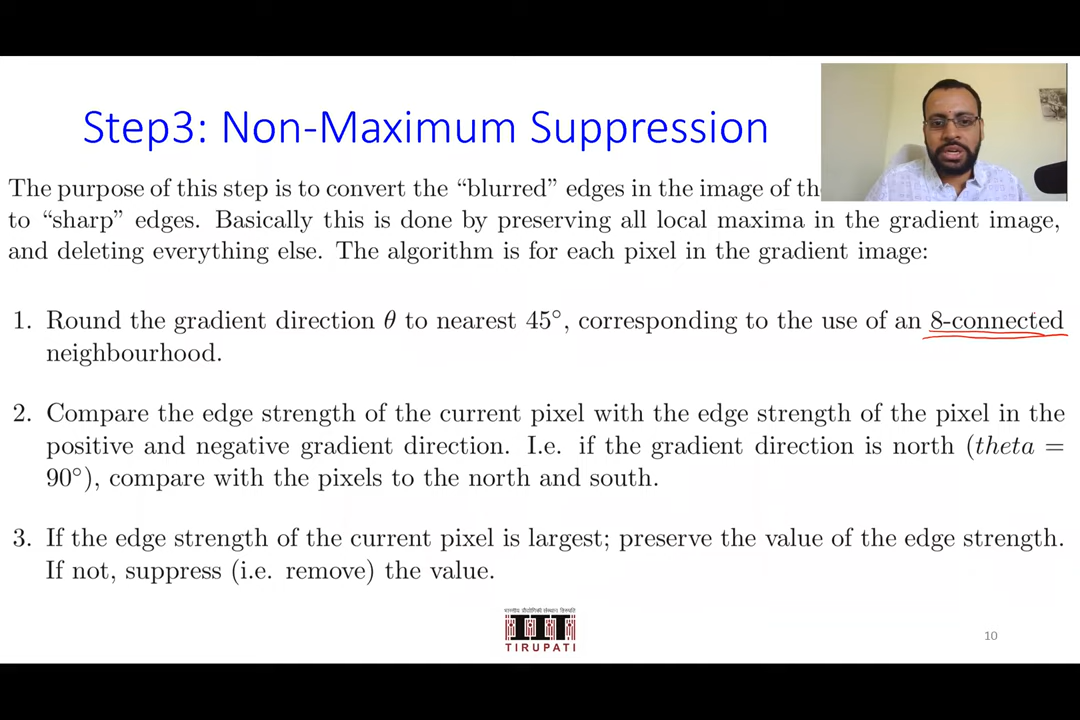 Step3: Non-Maximum Suppression
The purpose of this step is to convert the “blurred” edges in the image of th
to “sharp” edges. Basically this is done by preserving all local maxima in the gradient image,
and deleting everything else. The algorithm is for each pixel in the gradient image:
1. Round the gradient direction θ to nearest 45°, corresponding to the use of an 8-connected
neighbourhood.
2. Compare the edge strength of the current pixel with the edge strength of the pixel in the
positive and negative gradient direction. I.e. if the gradient direction is north (theta =
90°), compare with the pixels to the north and south.
3. If the edge strength of the current pixel is largest; preserve the value of the edge strength.
If not, suppress (i.e. remove) the value.
भारतीय प्रौद्योगिकी संस्थान तिरुपति
TIRUPATI
10